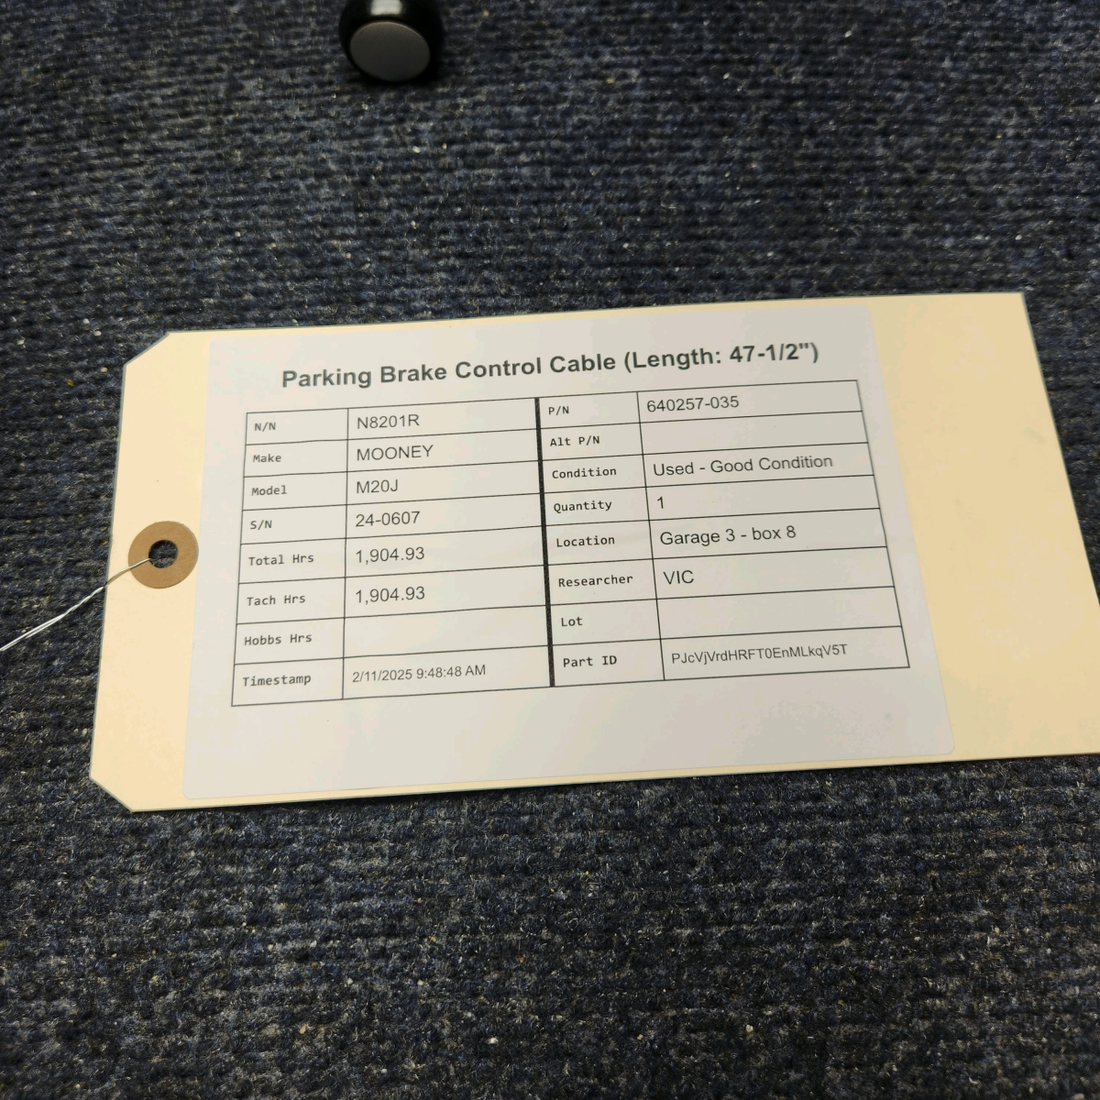 Parking Brake Control Cable (Length: 47-1/2")
N/N N8201R P/N 640257-035
Make MOONEY Alt P/N
Model M20J Condition Used - Good Condition
S/N 24-0607 Quantity 1
Total Hrs 1,904.93 Location Garage 3 - box 8
Tach Hrs 1,904.93 Researcher VIC
Hobbs Hrs Lot
Timestamp 2/11/2025 9:48:48 AM Part ID PJcVjVrdHRFT0EnMLkqV5T